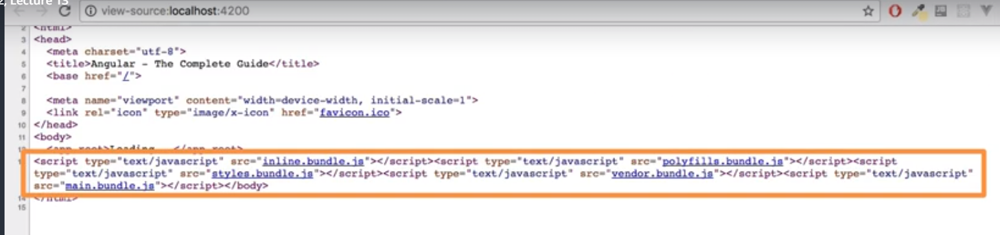 2, Lecture 13
view-source:localhost:4200
2 <html>
3 <head>
4 <meta charset="utf-8">
5 <title>Angular - The Complete Guide</title>
6 <base href="/">
7
8 <meta name="viewport" content="width=device-width, initial-scale=1">
9 <link rel="icon" type="image/x-icon" href="favicon.ico">
10 </head>
11 <body>
12 <app-root>Loading...</app-root>
<script type="text/javascript" src="inline.bundle.js"></script><script type="text/javascript" src="polyfills.bundle.js"></script><script
type="text/javascript" src="styles.bundle.js"></script><script type="text/javascript" src="vendor.bundle.js"></script><script type="text/javascript"
src="main.bundle.js"></script></body>
14 </html>
15